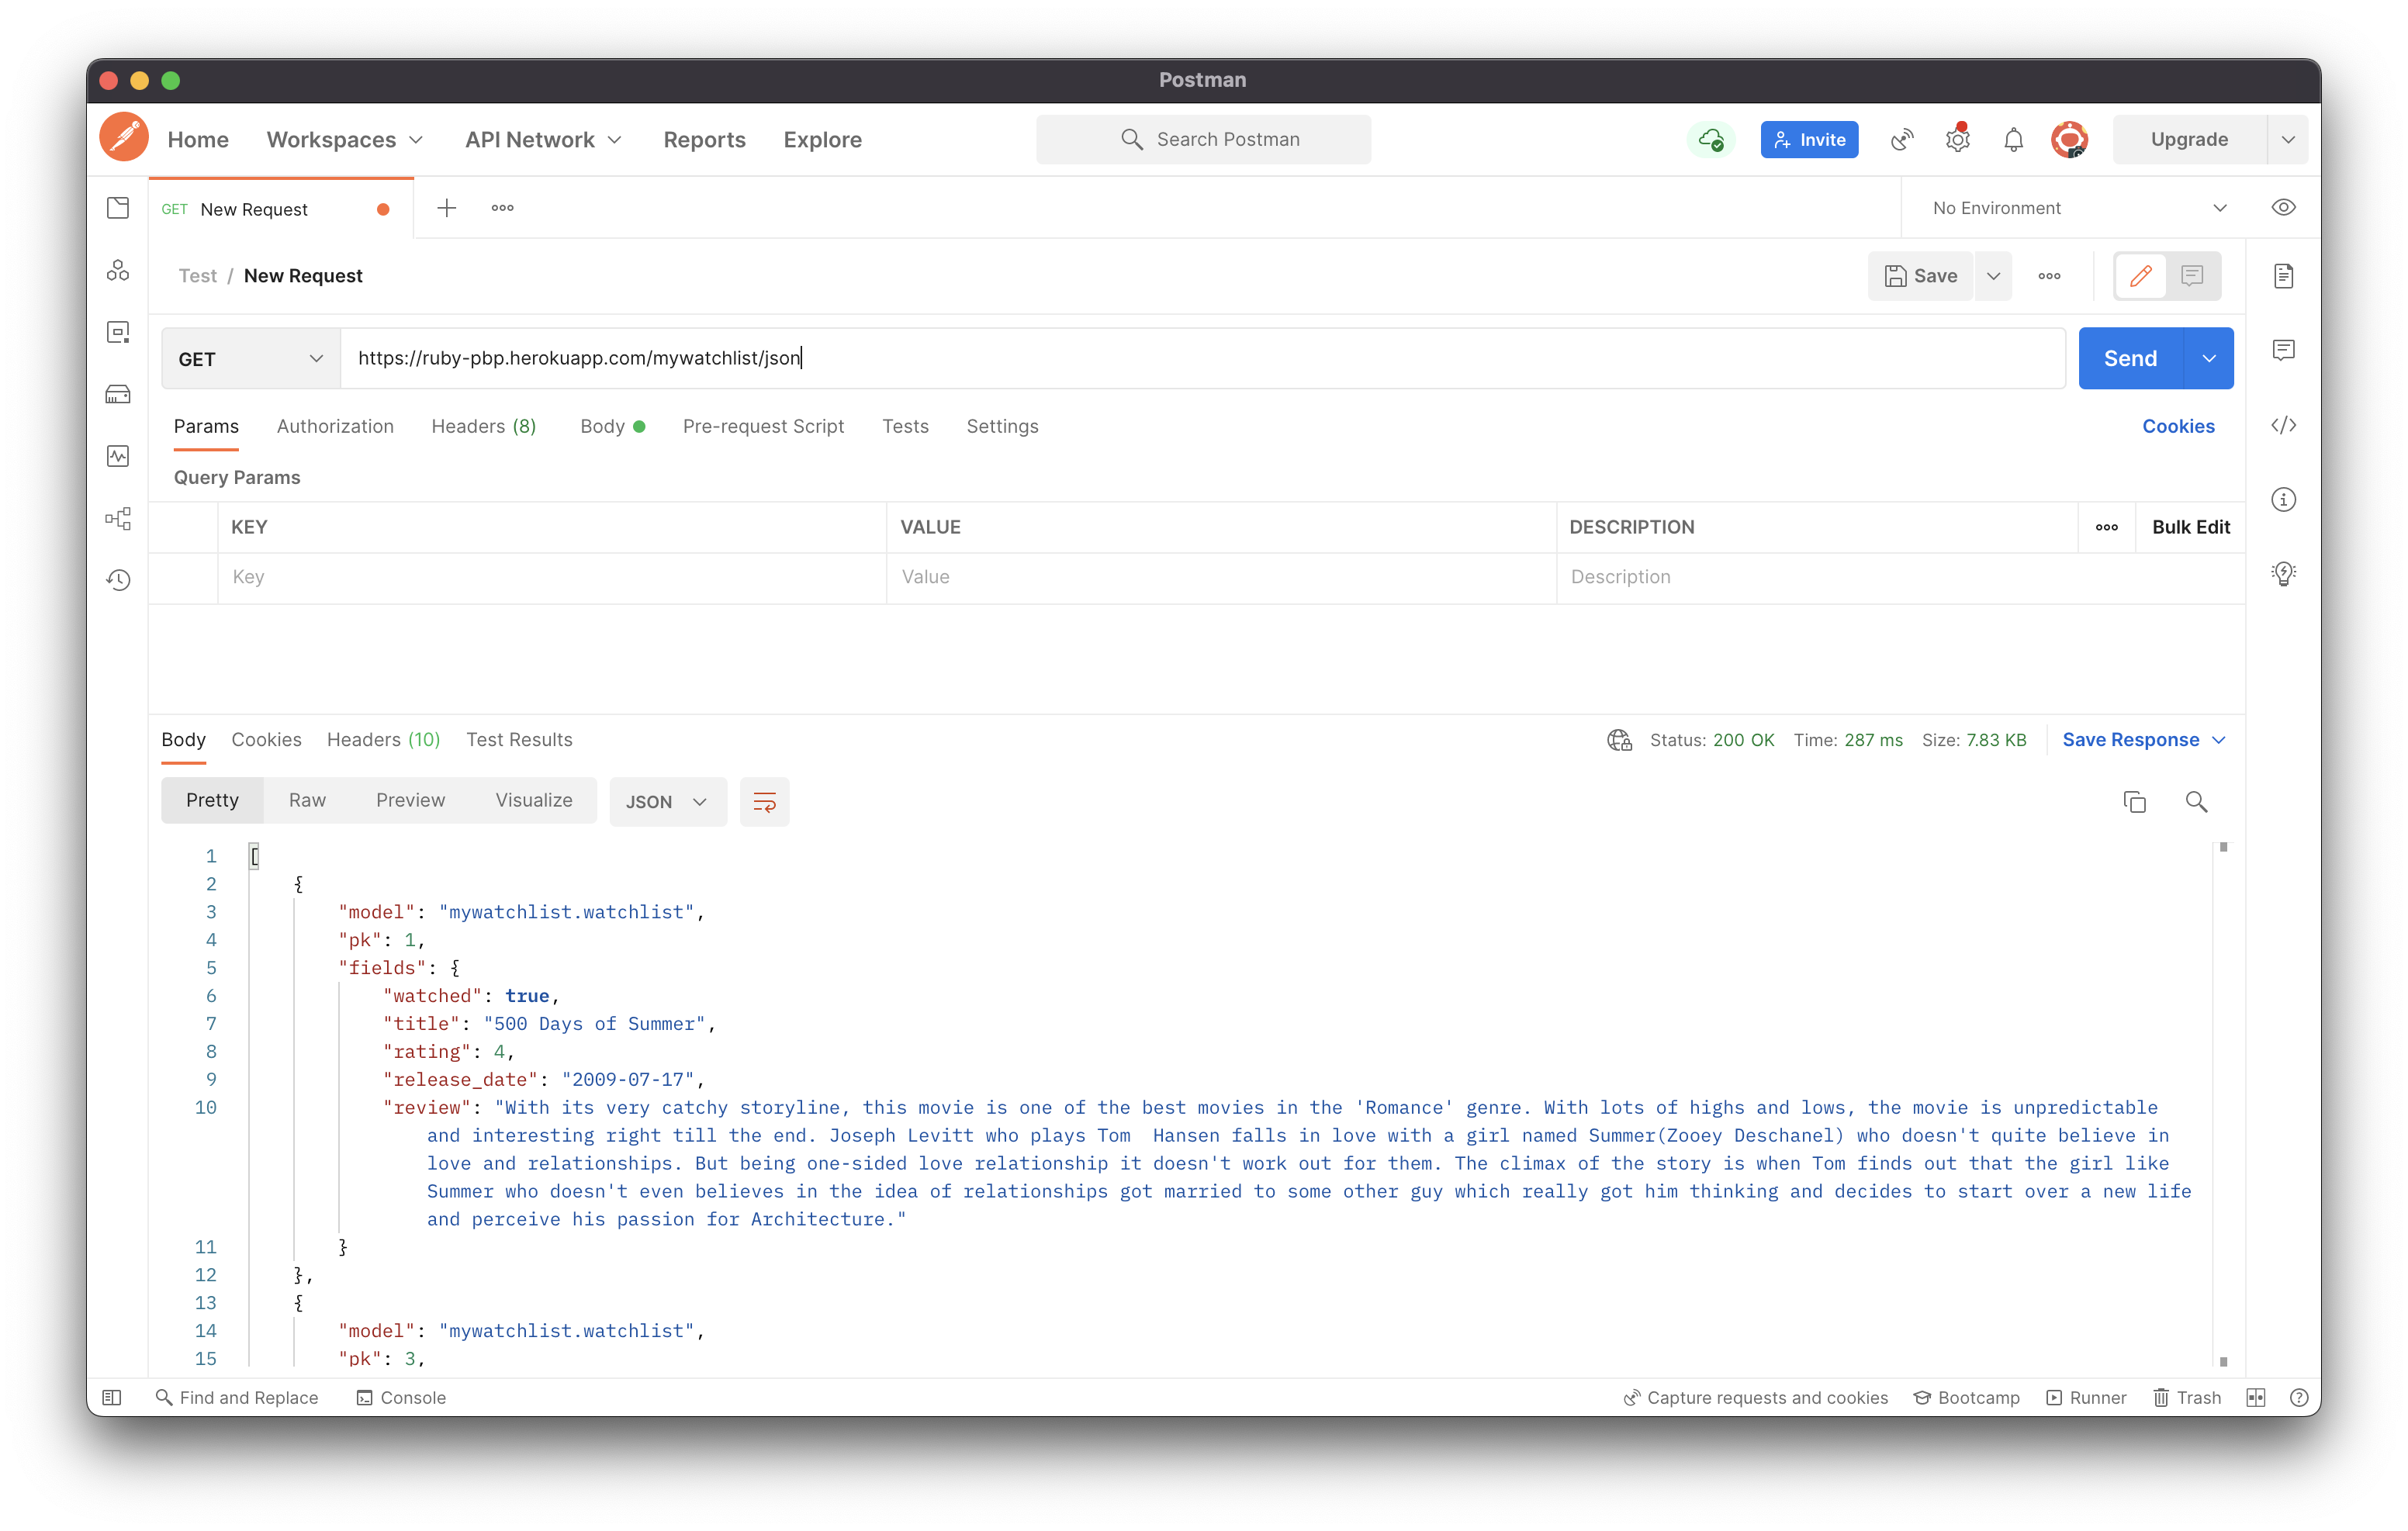 Postman
Home Workspaces API Network Reports Explore Search Postman Invite Upgrade
GET New Request No Environment
Test / New Request Save
GET https://ruby-pbp.herokuapp.com/mywatchlist/json Send
Params Authorization Headers (8) Body Pre-request Script Tests Settings Cookies
Query Params
KEY VALUE DESCRIPTION Bulk Edit
Key Value Description
Body Cookies Headers (10) Test Results Status: 200 OK Time: 287 ms Size: 7.83 KB Save Response
Pretty Raw Preview Visualize JSON
1 [
2 {
3 "model": "mywatchlist.watchlist",
4 "pk": 1,
5 "fields": {
6 "watched": true,
7 "title": "500 Days of Summer",
8 "rating": 4,
9 "release_date": "2009-07-17",
10 "review": "With its very catchy storyline, this movie is one of the best movies in the 'Romance' genre. With lots of highs and lows, the movie is unpredictable
and interesting right till the end. Joseph Levitt who plays Tom  Hansen falls in love with a girl named Summer(Zooey Deschanel) who doesn't quite believe in
love and relationships. But being one-sided love relationship it doesn't work out for them. The climax of the story is when Tom finds out that the girl like
Summer who doesn't even believes in the idea of relationships got married to some other guy which really got him thinking and decides to start over a new life
and perceive his passion for Architecture."
11 }
12 },
13 {
14 "model": "mywatchlist.watchlist",
15 "pk": 3,
Find and Replace Console Capture requests and cookies Bootcamp Runner Trash